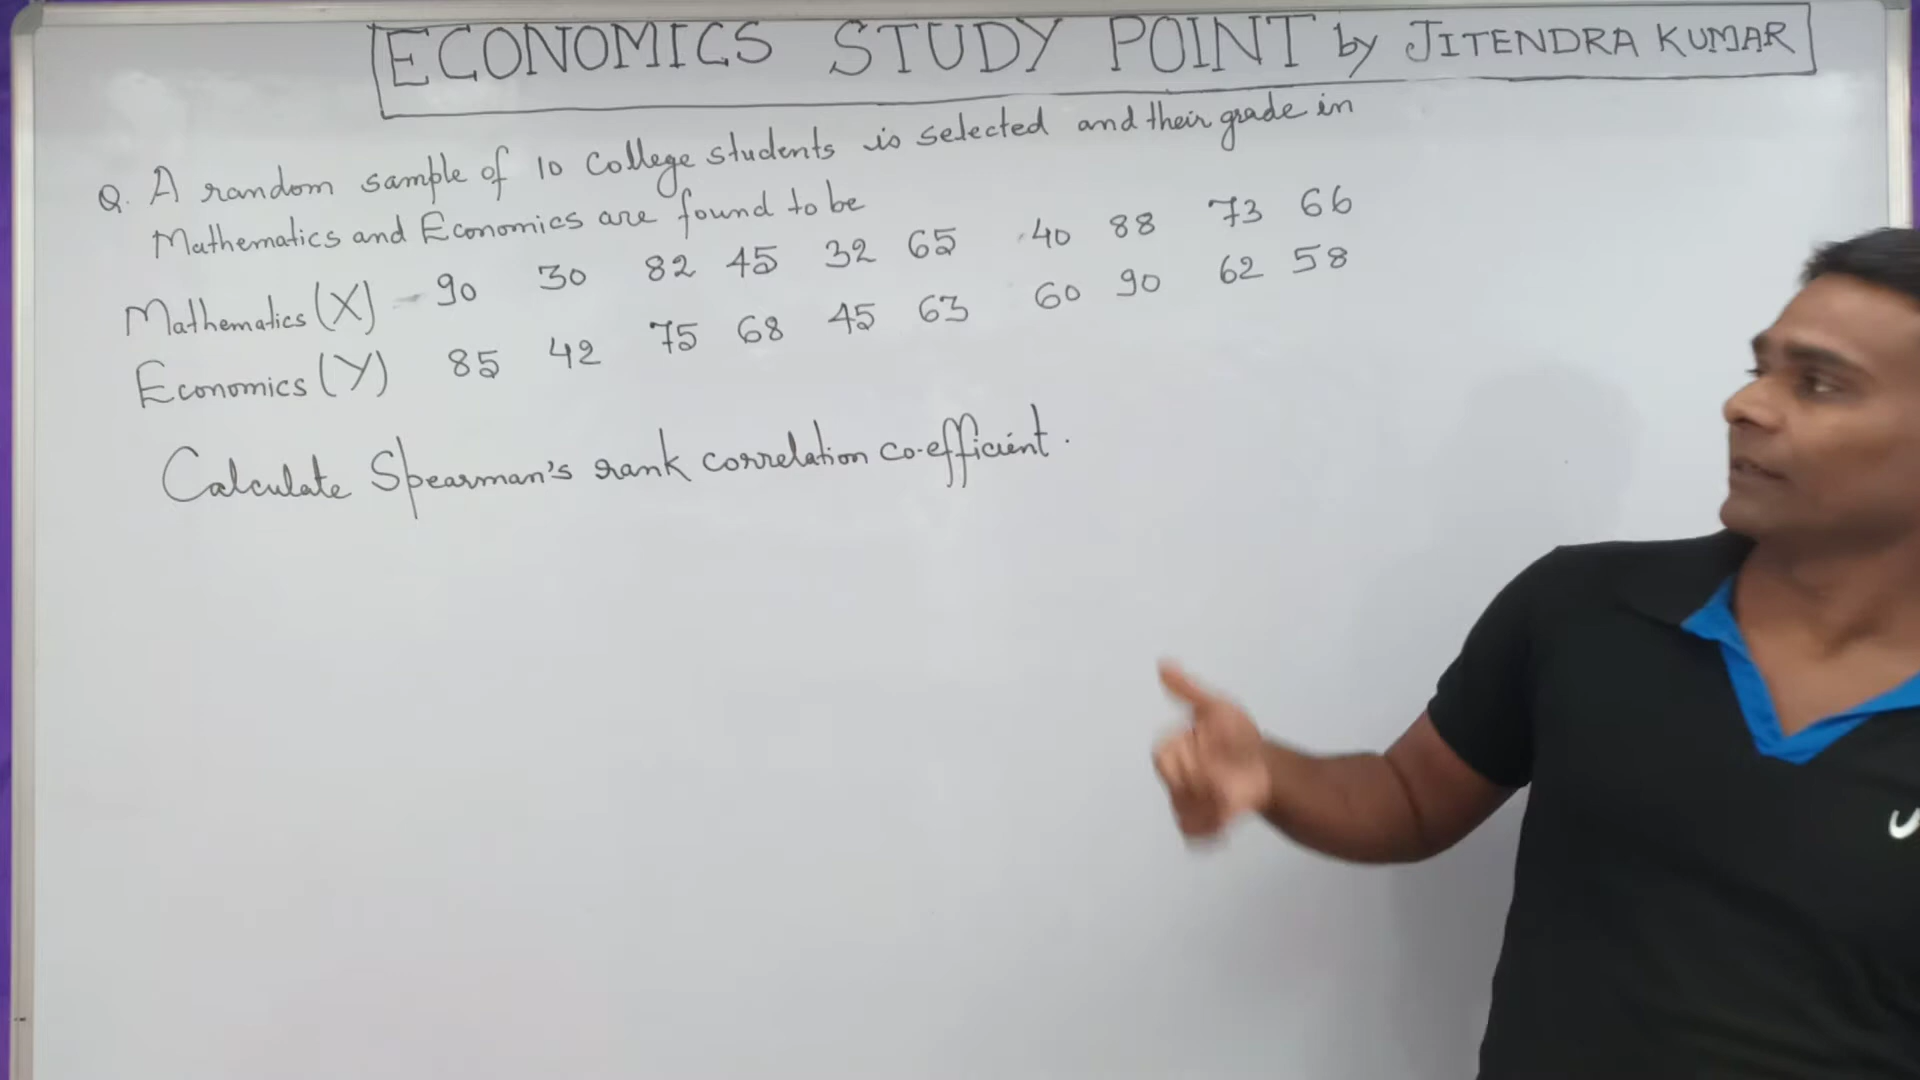 ECONOMICS STUDY POINT by JITENDRA KUMAR
Q. A random sample of 10 college students is selected and their grade in
Mathematics and Economics are found to be
Mathematics (X) - 90 30 82 45 32 65 40 88 73 66
Economics (Y) 85 42 75 68 45 63 60 90 62 58
Calculate Spearman's rank correlation co-efficient.